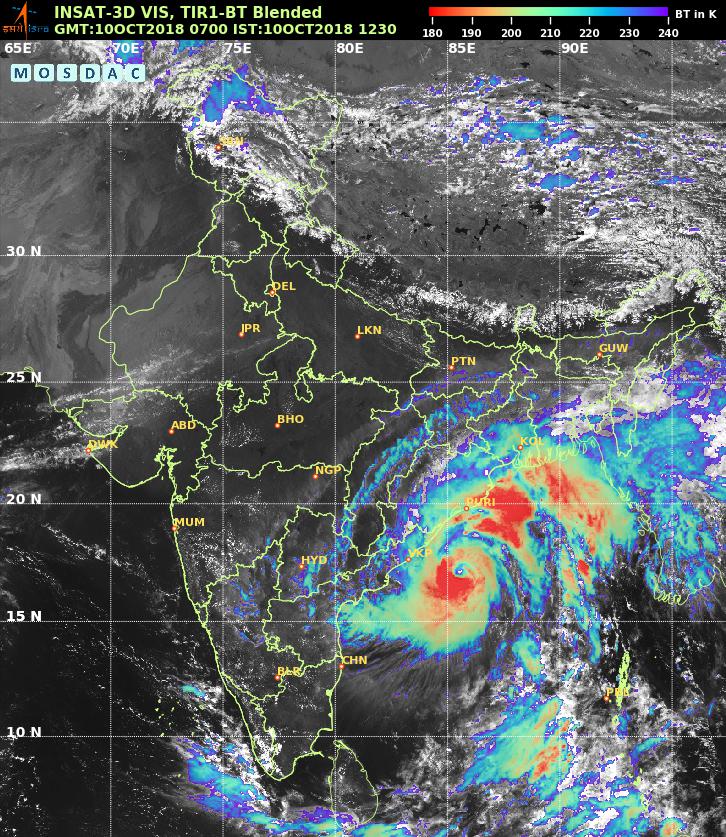 INSAT-3D VIS, TIR1-BT Blended
GMT:10OCT2018 0700 IST:10OCT2018 1230
BT in K
180 190 200 210 220 230 240
65E 70E 75E 80E 85E 90E
MOSDAC
30 N
DEL
JPR
LKN
GUW
PTN
25 N
ABD
BHO
DWK
KOL
NGP
20 N
PURI
MUM
VKP
HYD
15 N
CHN
BLR
10 N